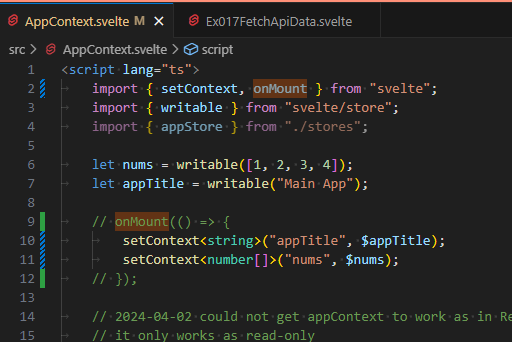 AppContext.svelte M
Ex017FetchApiData.svelte
src > AppContext.svelte > script
1 <script lang="ts">
2 import { setContext, onMount } from "svelte";
3 import { writable } from "svelte/store";
4 import { appStore } from "./stores";
5
6 let nums = writable([1, 2, 3, 4]);
7 let appTitle = writable("Main App");
8
9 // onMount(() => {
10 setContext<string>("appTitle", $appTitle);
11 setContext<number[]>("nums", $nums);
12 // });
13
14 // 2024-04-02 could not get appContext to work as in Re
15 // it only works as read-only